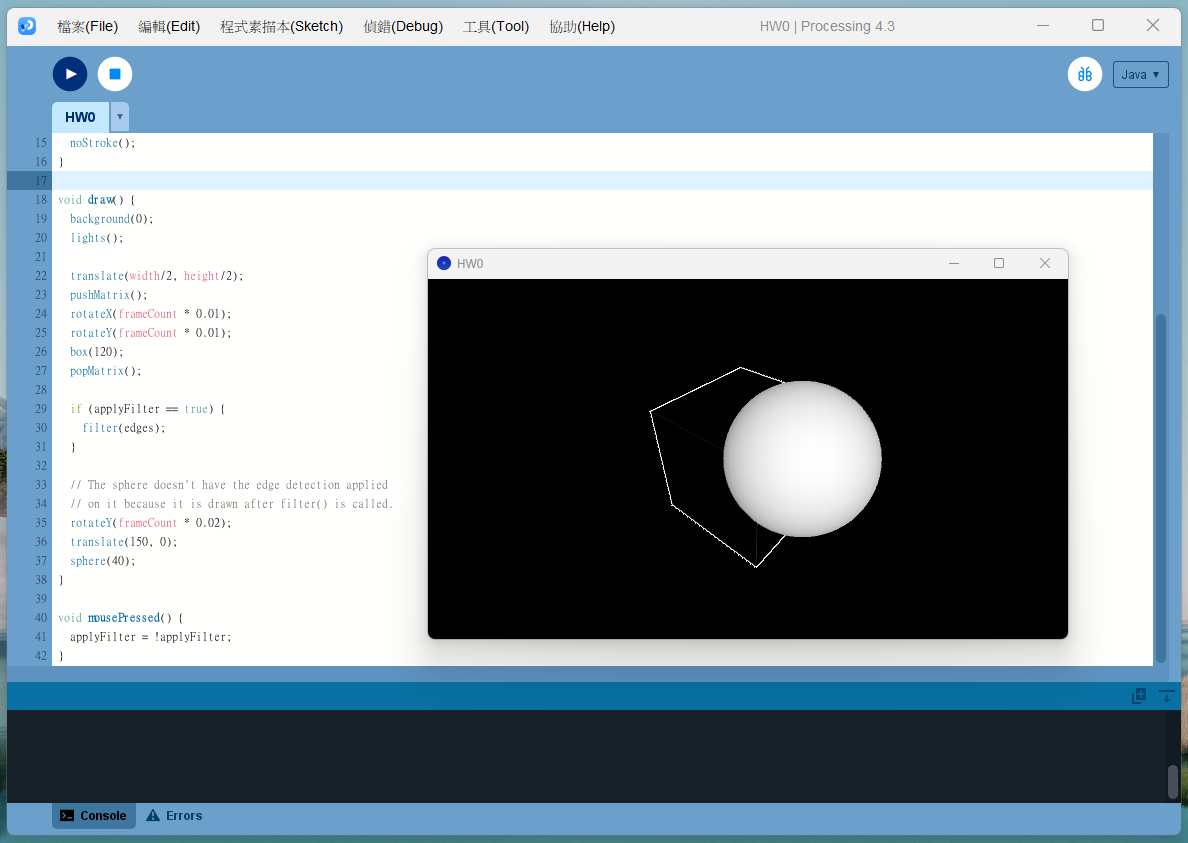 檔案(File) 編輯(Edit) 程式素描本(Sketch) 偵錯(Debug) 工具(Tool) 協助(Help) HW0 | Processing 4.3
Java ▾
HW0 ▾
15 noStroke();
16 }
17
18 void draw() {
19 background(0);
20 lights();
21
22 translate(width/2, height/2);
23 pushMatrix();
24 rotateX(frameCount * 0.01);
25 rotateY(frameCount * 0.01);
26 box(120);
27 popMatrix();
28
29 if (applyFilter == true) {
30 filter(edges);
31 }
32
33 // The sphere doesn't have the edge detection applied
34 // on it because it is drawn after filter() is called.
35 rotateY(frameCount * 0.02);
36 translate(150, 0);
37 sphere(40);
38 }
39
40 void mousePressed() {
41 applyFilter = !applyFilter;
42 }
HW0
Console Errors